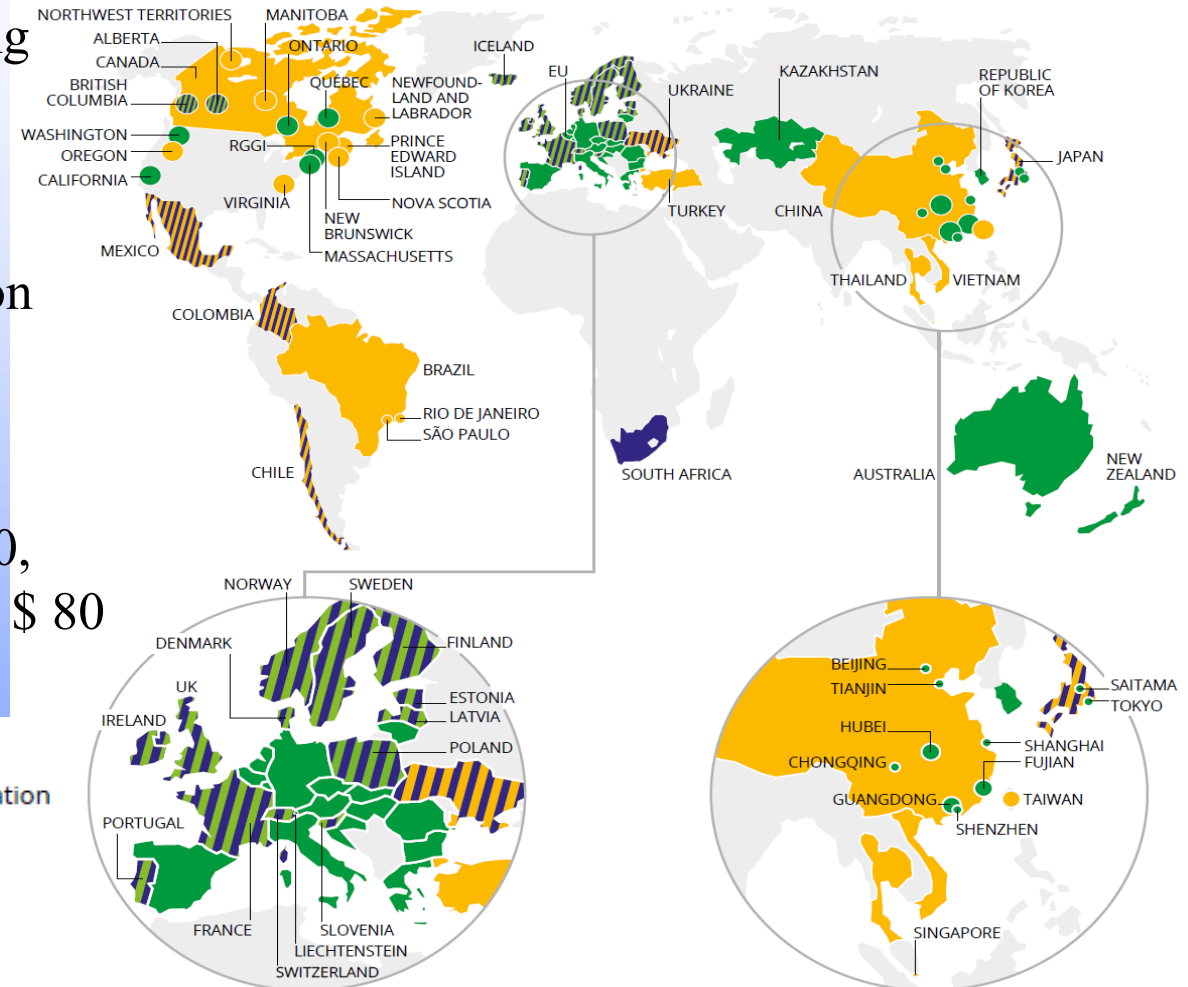 ng
on
0,
$ 80
ation
NORTHWEST TERRITORIES
MANITOBA
ALBERTA
ONTARIO
CANADA
QUÉBEC
BRITISH
COLUMBIA
NEWFOUND-
LAND AND
LABRADOR
WASHINGTON
OREGON
RGGI
PRINCE
EDWARD
ISLAND
CALIFORNIA
VIRGINIA
NOVA SCOTIA
NEW
BRUNSWICK
MASSACHUSETTS
MEXICO
ICELAND
EU
UKRAINE
KAZAKHSTAN
REPUBLIC
OF KOREA
JAPAN
TURKEY
CHINA
THAILAND
VIETNAM
COLOMBIA
BRAZIL
RIO DE JANEIRO
SÃO PAULO
CHILE
SOUTH AFRICA
AUSTRALIA
NEW
ZEALAND
NORWAY
SWEDEN
DENMARK
FINLAND
UK
ESTONIA
LATVIA
IRELAND
POLAND
PORTUGAL
FRANCE
SLOVENIA
LIECHTENSTEIN
SWITZERLAND
BEIJING
TIANJIN
SAITAMA
TOKYO
HUBEI
SHANGHAI
FUJIAN
CHONGQING
GUANGDONG
TAIWAN
SHENZHEN
SINGAPORE